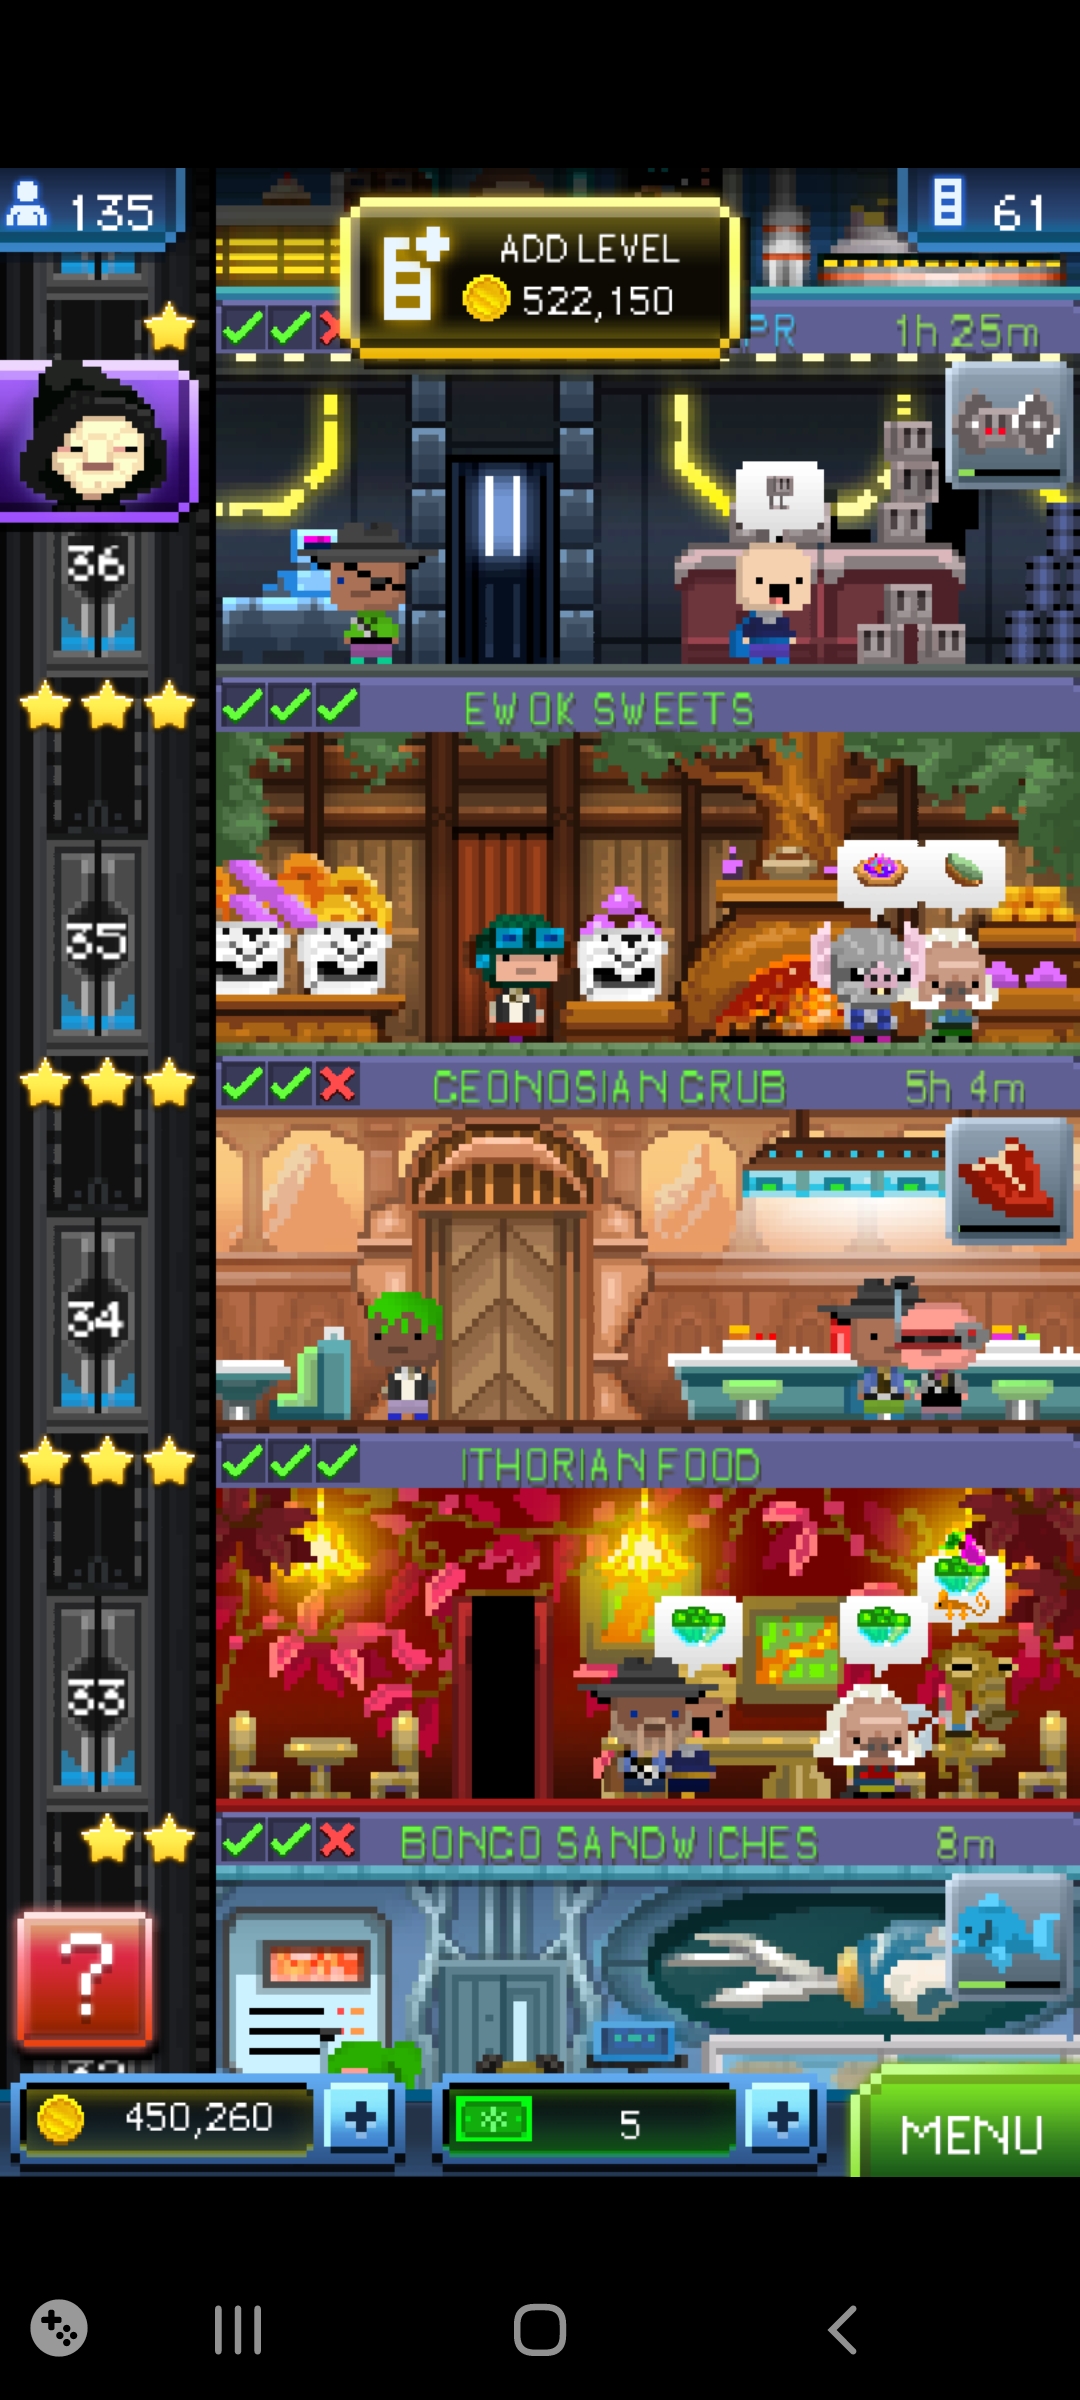 135
ADD LEVEL
522,150
61
PR 1h 25m
36
EWOK SWEETS
35
GEONOSIAN GRUB 5h 4m
34
ITHORIAN FOOD
33
BONGO SANDWICHES 8m
?
450,260 +
5 +
MENU